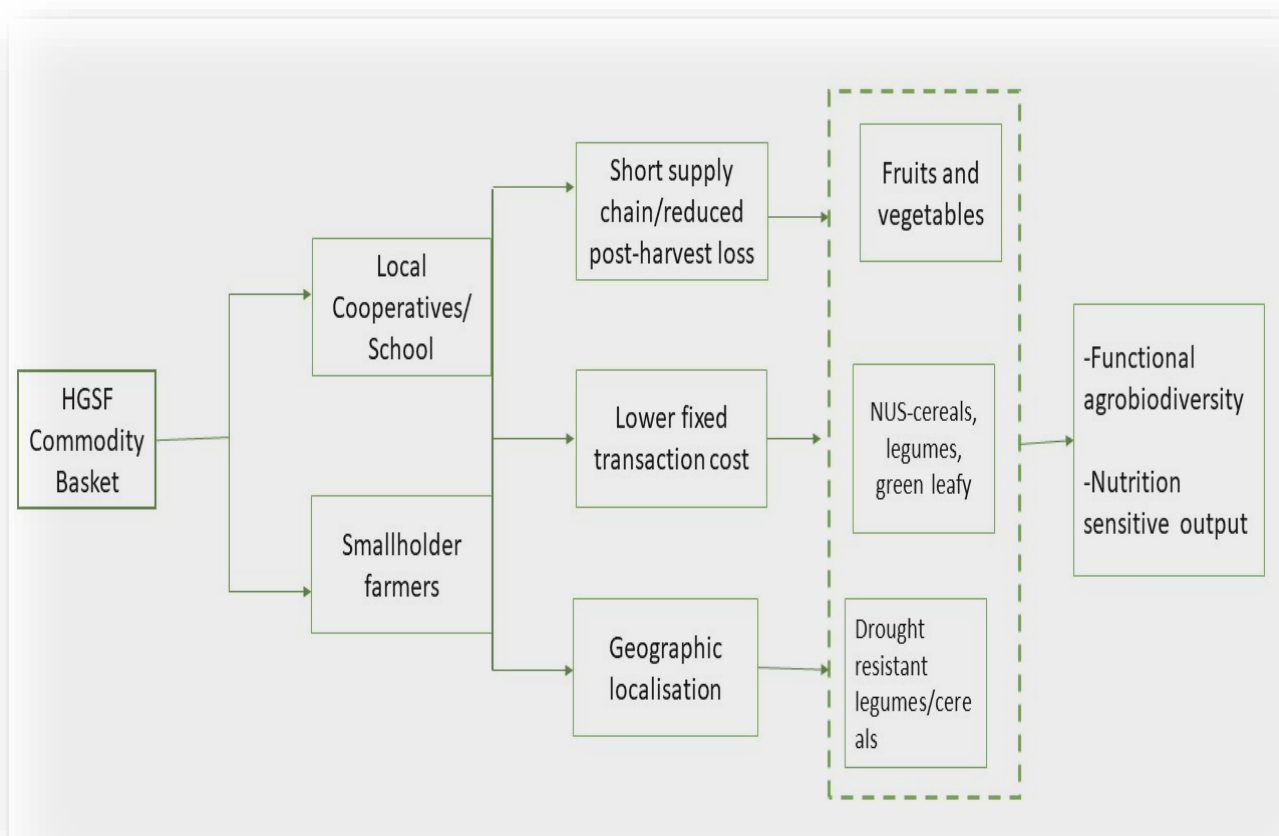 HGSF
Commodity
Basket
Local
Cooperatives/
School
Smallholder
farmers
Short supply
chain/reduced
post-harvest loss
Lower fixed
transaction cost
Geographic
localisation
Fruits and
vegetables
NUS-cereals,
legumes,
green leafy
Drought
resistant
legumes/cere
als
-Functional
agrobiodiversity
-Nutrition
sensitive output